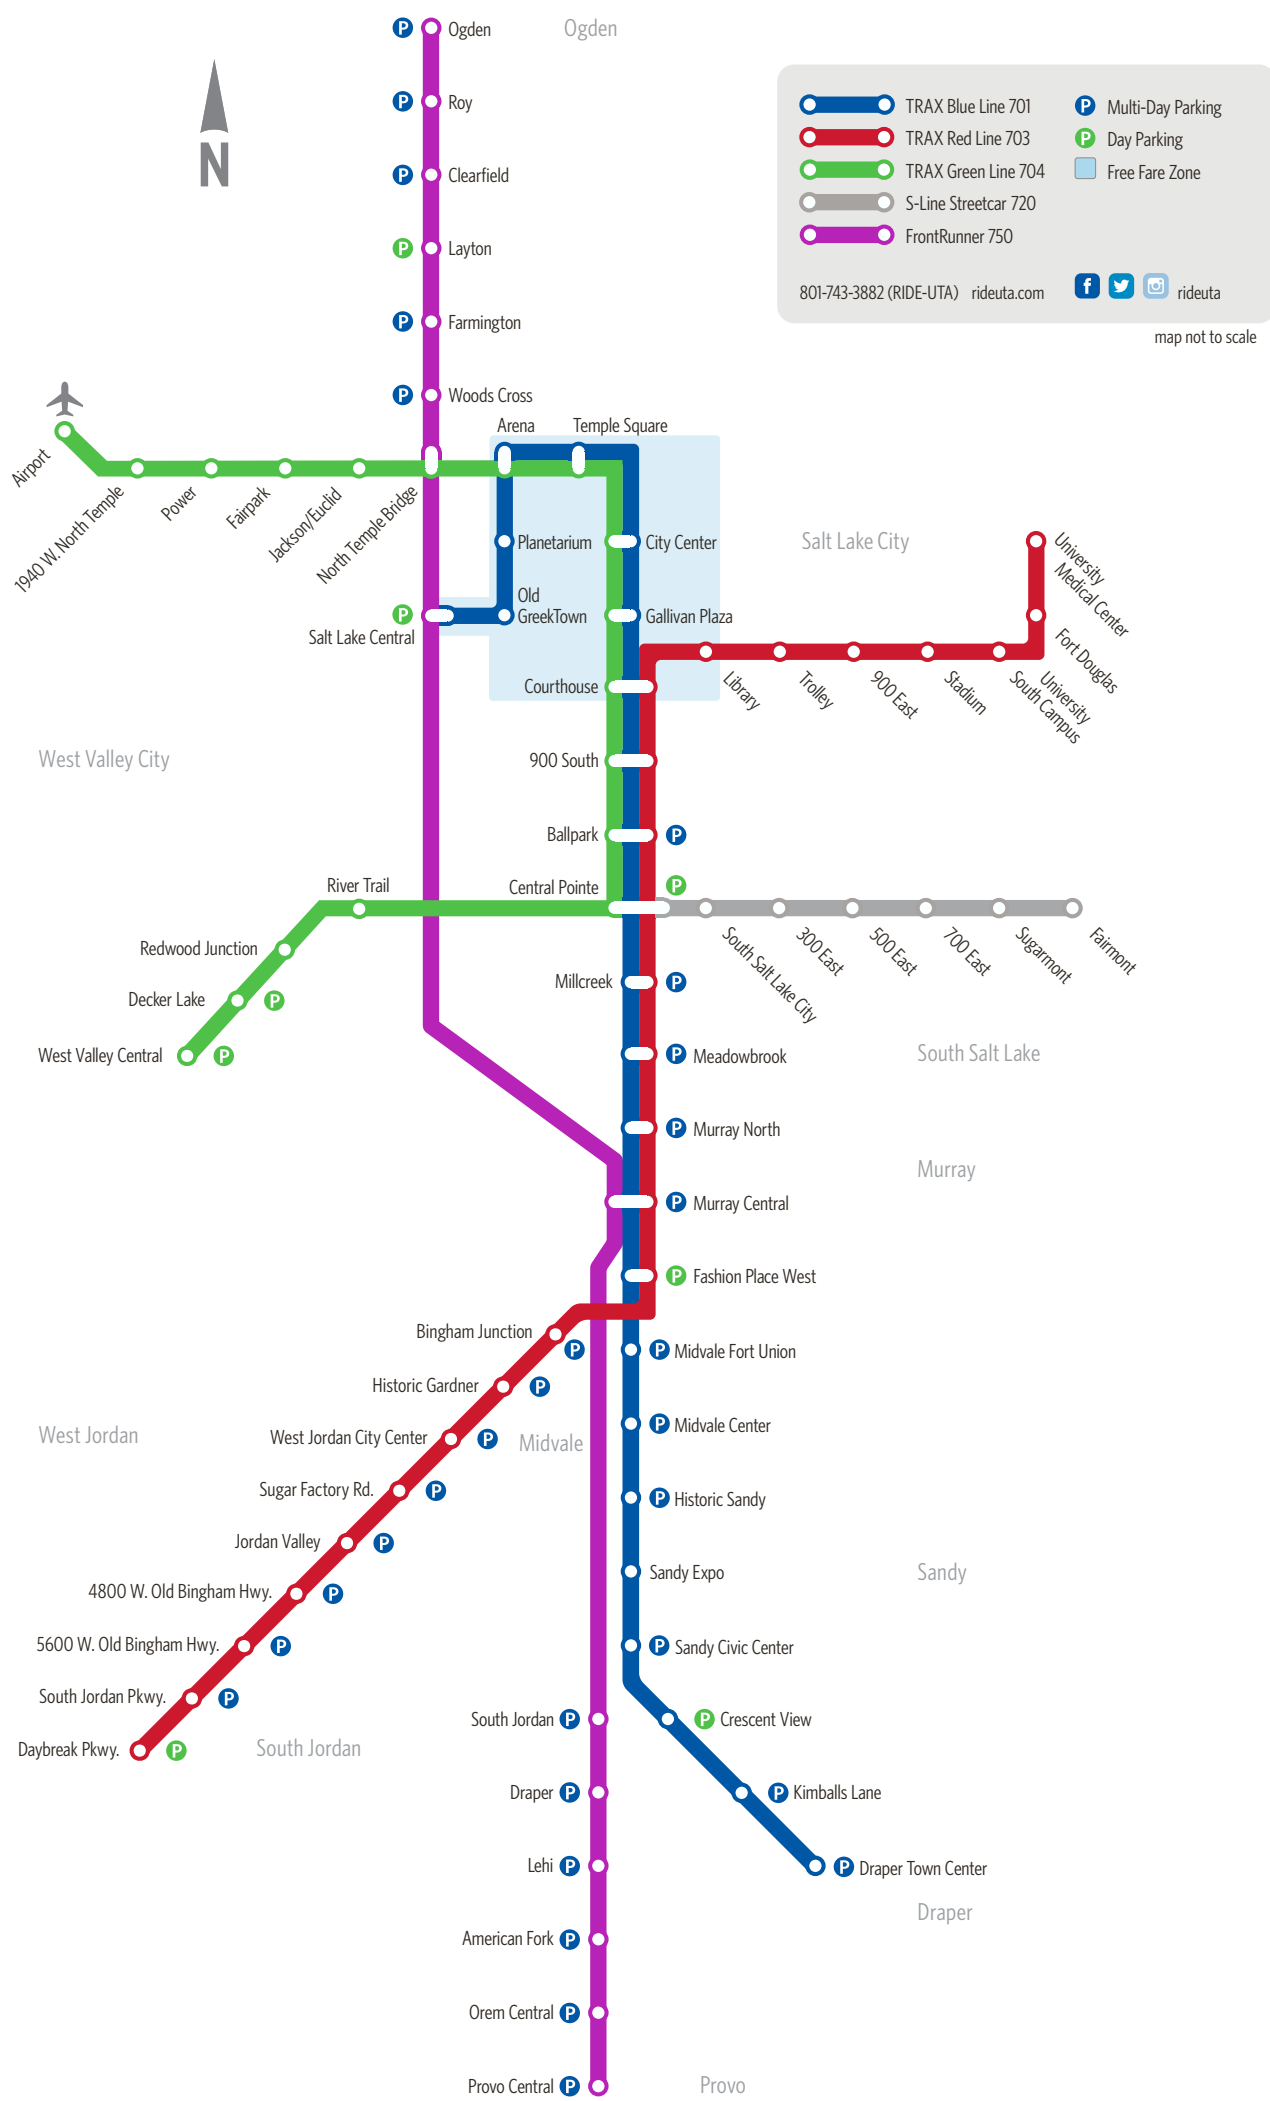 P Ogden
Ogden
N
P Roy
P Clearfield
P Layton
P Farmington
P Woods Cross
TRAX Blue Line 701
TRAX Red Line 703
TRAX Green Line 704
S-Line Streetcar 720
FrontRunner 750
P Multi-Day Parking
P Day Parking
Free Fare Zone
801-743-3882 (RIDE-UTA) rideuta.com
f rideuta
map not to scale
Airport
1940 W. North Temple
Power
Fairpark
Jackson/Euclid
North Temple Bridge
Arena
Temple Square
Planetarium
City Center
Salt Lake City
Old
GreekTown
Gallivan Plaza
P
Salt Lake Central
Courthouse
Library
Trolley
900 East
Stadium
University
South Campus
Fort Douglas
University
Medical Center
West Valley City
900 South
Ballpark P
Central Pointe P
River Trail
Redwood Junction
Decker Lake P
West Valley Central P
South Salt Lake City
300 East
500 East
700 East
Sugarmont
Fairmont
Millcreek P
P Meadowbrook
South Salt Lake
P Murray North
Murray
P Murray Central
P Fashion Place West
Bingham Junction P
P Midvale Fort Union
Historic Gardner P
West Jordan
West Jordan City Center P
Midvale
P Midvale Center
Sugar Factory Rd. P
P Historic Sandy
Jordan Valley P
Sandy Expo
Sandy
4800 W. Old Bingham Hwy. P
5600 W. Old Bingham Hwy. P
P Sandy Civic Center
South Jordan Pkwy. P
South Jordan P
P Crescent View
Daybreak Pkwy. P
South Jordan
Draper P
P Kimballs Lane
Lehi P
P Draper Town Center
Draper
American Fork P
Orem Central P
Provo Central P
Provo